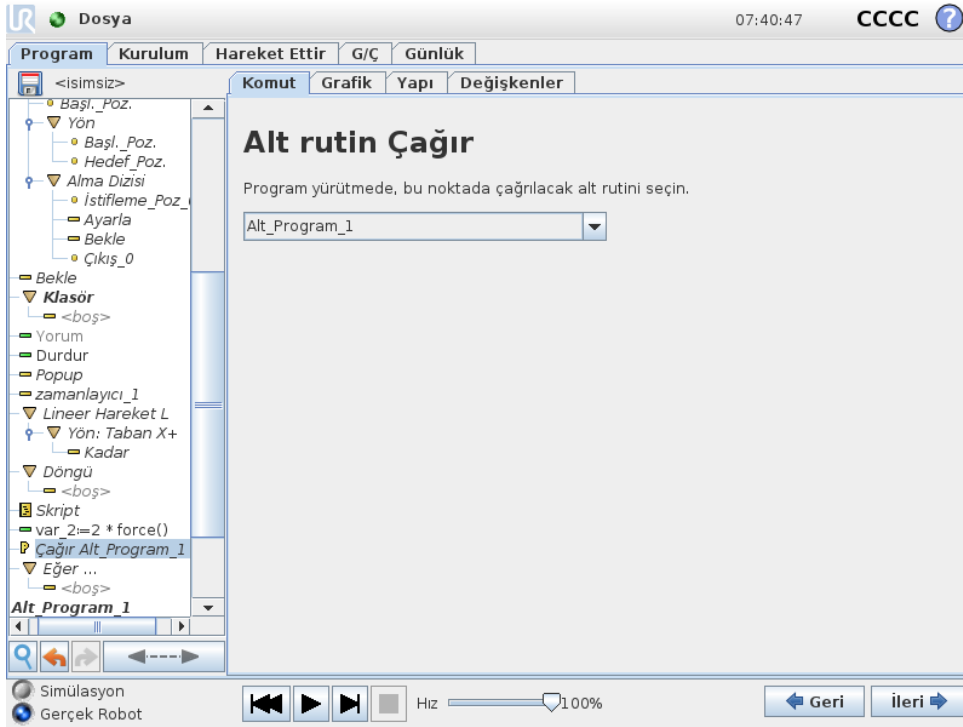 Dosya
07:40:47
CCCC
?
Program
Kurulum
Hareket Ettir
G/Ç
Günlük
<isimsiz>
Komut
Grafik
Yapı
Değişkenler
Başl._Poz.
Yön
Başl._Poz.
Hedef_Poz.
Alma Dizisi
İstifleme_Poz_
Ayarla
Bekle
Çıkış_0
Bekle
Klasör
<boş>
Yorum
Durdur
Popup
zamanlayıcı_1
Lineer Hareket L
Yön: Taban X+
Kadar
Döngü
<boş>
Skript
var_2:=2 * force()
Çağır Alt_Program_1
Eğer ...
<boş>
Alt_Program_1
Alt rutin Çağır
Program yürütmede, bu noktada çağrılacak alt rutini seçin.
Alt_Program_1
Simülasyon
Gerçek Robot
Hız
100%
Geri
İleri